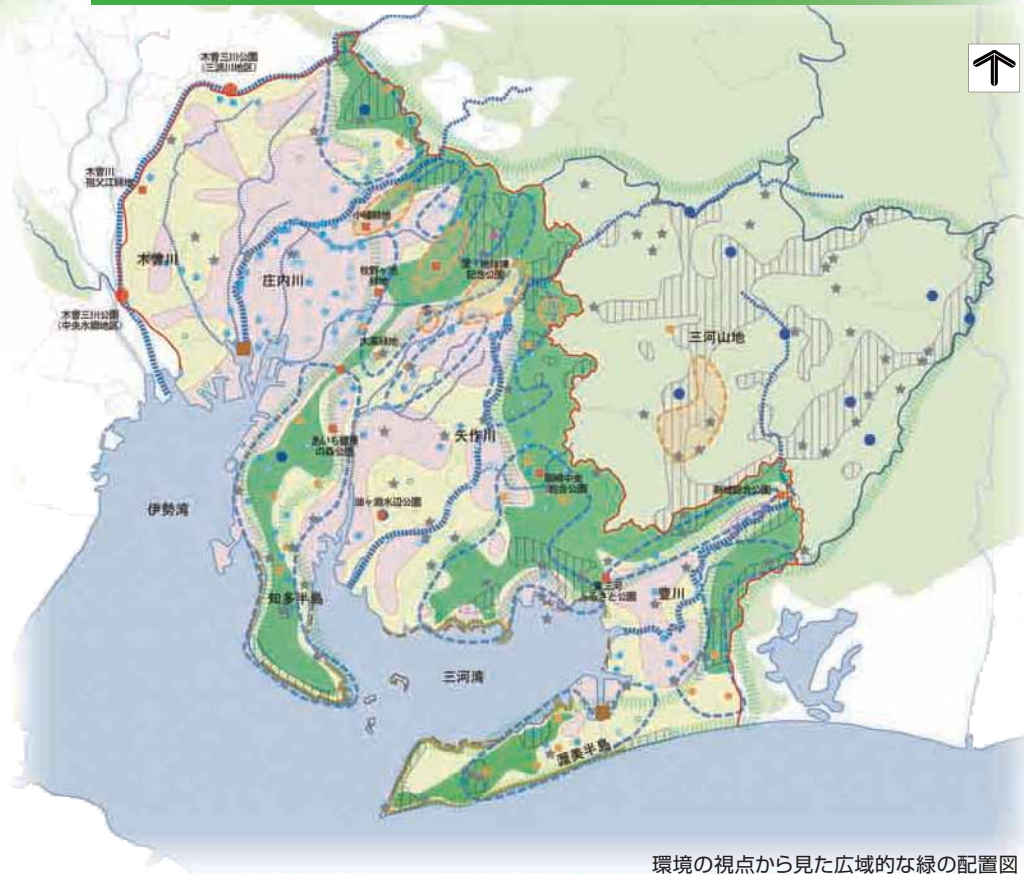 木曽三川公園
(三派川地区)
木曽川
祖父江緑地
木曽川
庄内川
小幡緑地
牧野ヶ池
緑地
愛・地球博
記念公園
木曽三川公園
(中央水郷地区)
大高緑地
三河山地
あいち健康
の森公園
矢作川
岡崎中央
総合公園
油ヶ淵水辺公園
新城総合公園
伊勢湾
知多半島
東三河
ふるさと公園
豊川
三河湾
渥美半島
環境の視点から見た広域的な緑の配置図